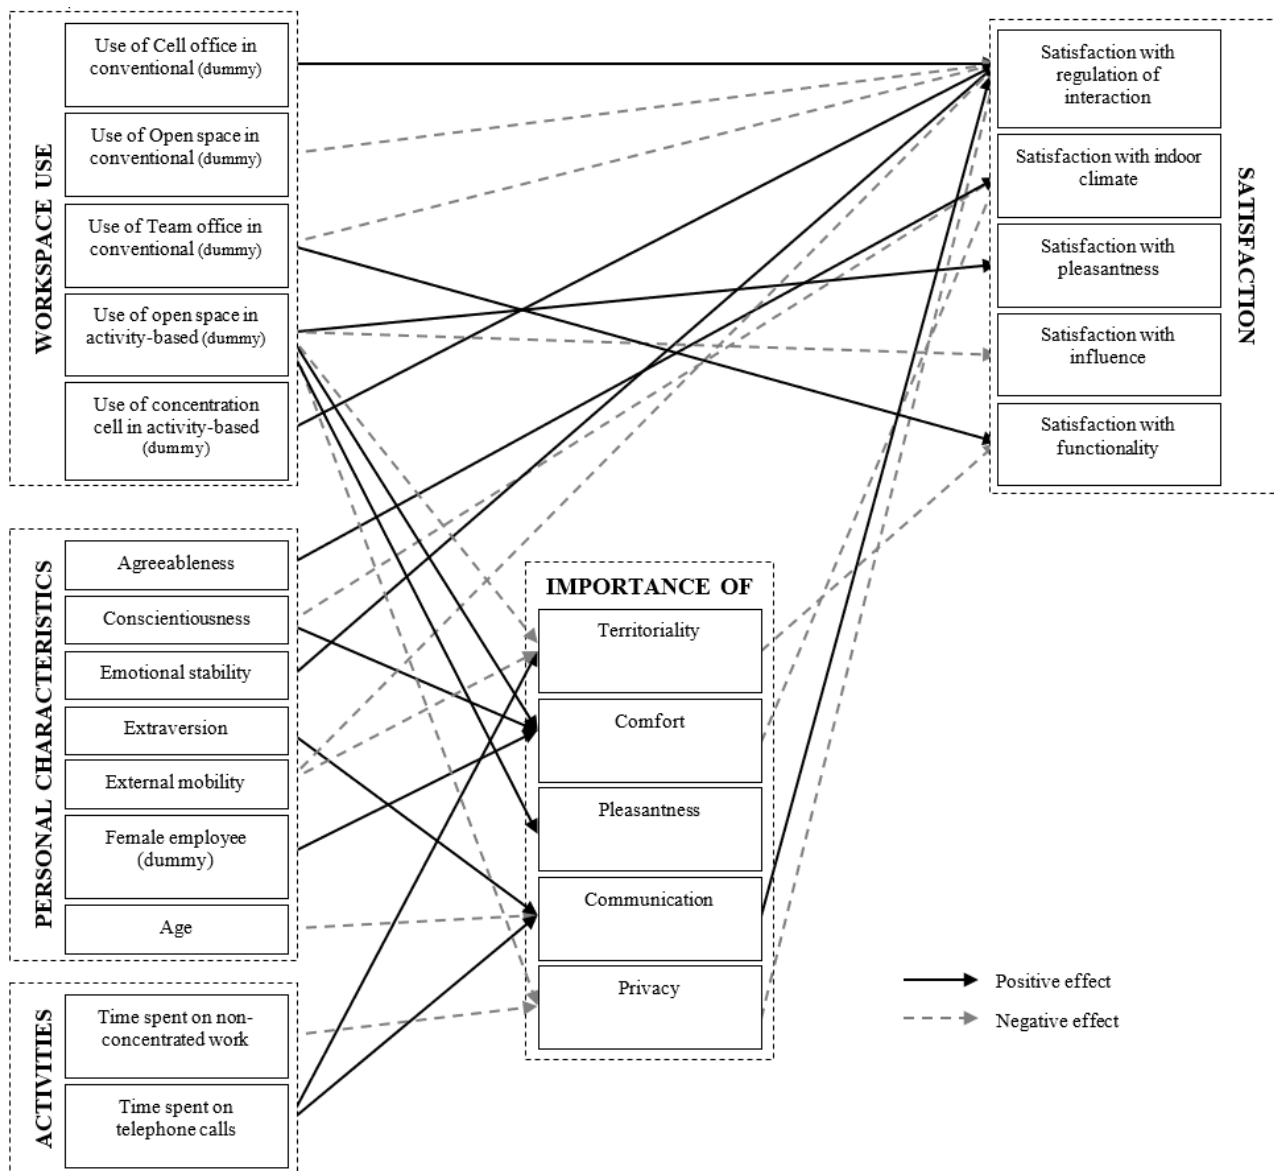 WORKSPACE USE
Use of Cell office in
conventional (dummy)
Use of Open space in
conventional (dummy)
Use of Team office in
conventional (dummy)
Use of open space in
activity-based (dummy)
Use of concentration
cell in activity-based
(dummy)
PERSONAL CHARACTERISTICS
Agreeableness
Conscientiousness
Emotional stability
Extraversion
External mobility
Female employee
(dummy)
Age
ACTIVITIES
Time spent on non-
concentrated work
Time spent on
telephone calls
IMPORTANCE OF
Territoriality
Comfort
Pleasantness
Communication
Privacy
SATISFACTION
Satisfaction with
regulation of
interaction
Satisfaction with indoor
climate
Satisfaction with
pleasantness
Satisfaction with
influence
Satisfaction with
functionality
Positive effect
Negative effect